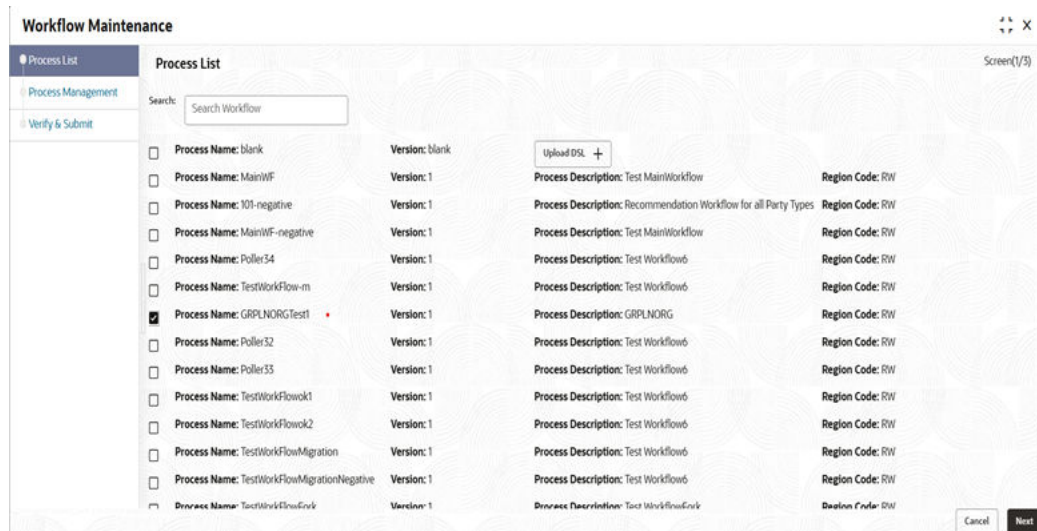 Workflow Maintenance
Process List
Process Management
Verify & Submit
Process List
Screen(1/3)
Search:
Search Workflow
Process Name: blank Version: blank Upload DSL +
Process Name: MainWF Version: 1 Process Description: Test MainWorkflow Region Code: RW
Process Name: 101-negative Version: 1 Process Description: Recommendation Workflow for all Party Types Region Code: RW
Process Name: MainWF-negative Version: 1 Process Description: Test MainWorkflow Region Code: RW
Process Name: Poller34 Version: 1 Process Description: Test Workflow6 Region Code: RW
Process Name: TestWorkFlow-m Version: 1 Process Description: Test Workflow6 Region Code: RW
Process Name: GRPLNORGTest1 Version: 1 Process Description: GRPLNORG Region Code: RW
Process Name: Poller32 Version: 1 Process Description: Test Workflow6 Region Code: RW
Process Name: Poller33 Version: 1 Process Description: Test Workflow6 Region Code: RW
Process Name: TestWorkFlowok1 Version: 1 Process Description: Test Workflow6 Region Code: RW
Process Name: TestWorkFlowok2 Version: 1 Process Description: Test Workflow6 Region Code: RW
Process Name: TestWorkFlowMigration Version: 1 Process Description: Test Workflow6 Region Code: RW
Process Name: TestWorkFlowMigrationNegative Version: 1 Process Description: Test Workflow6 Region Code: RW
Process Name: TestWorkFlowFork Version: 1 Process Description: Test WorkflowFork Region Code: RW
Cancel Next